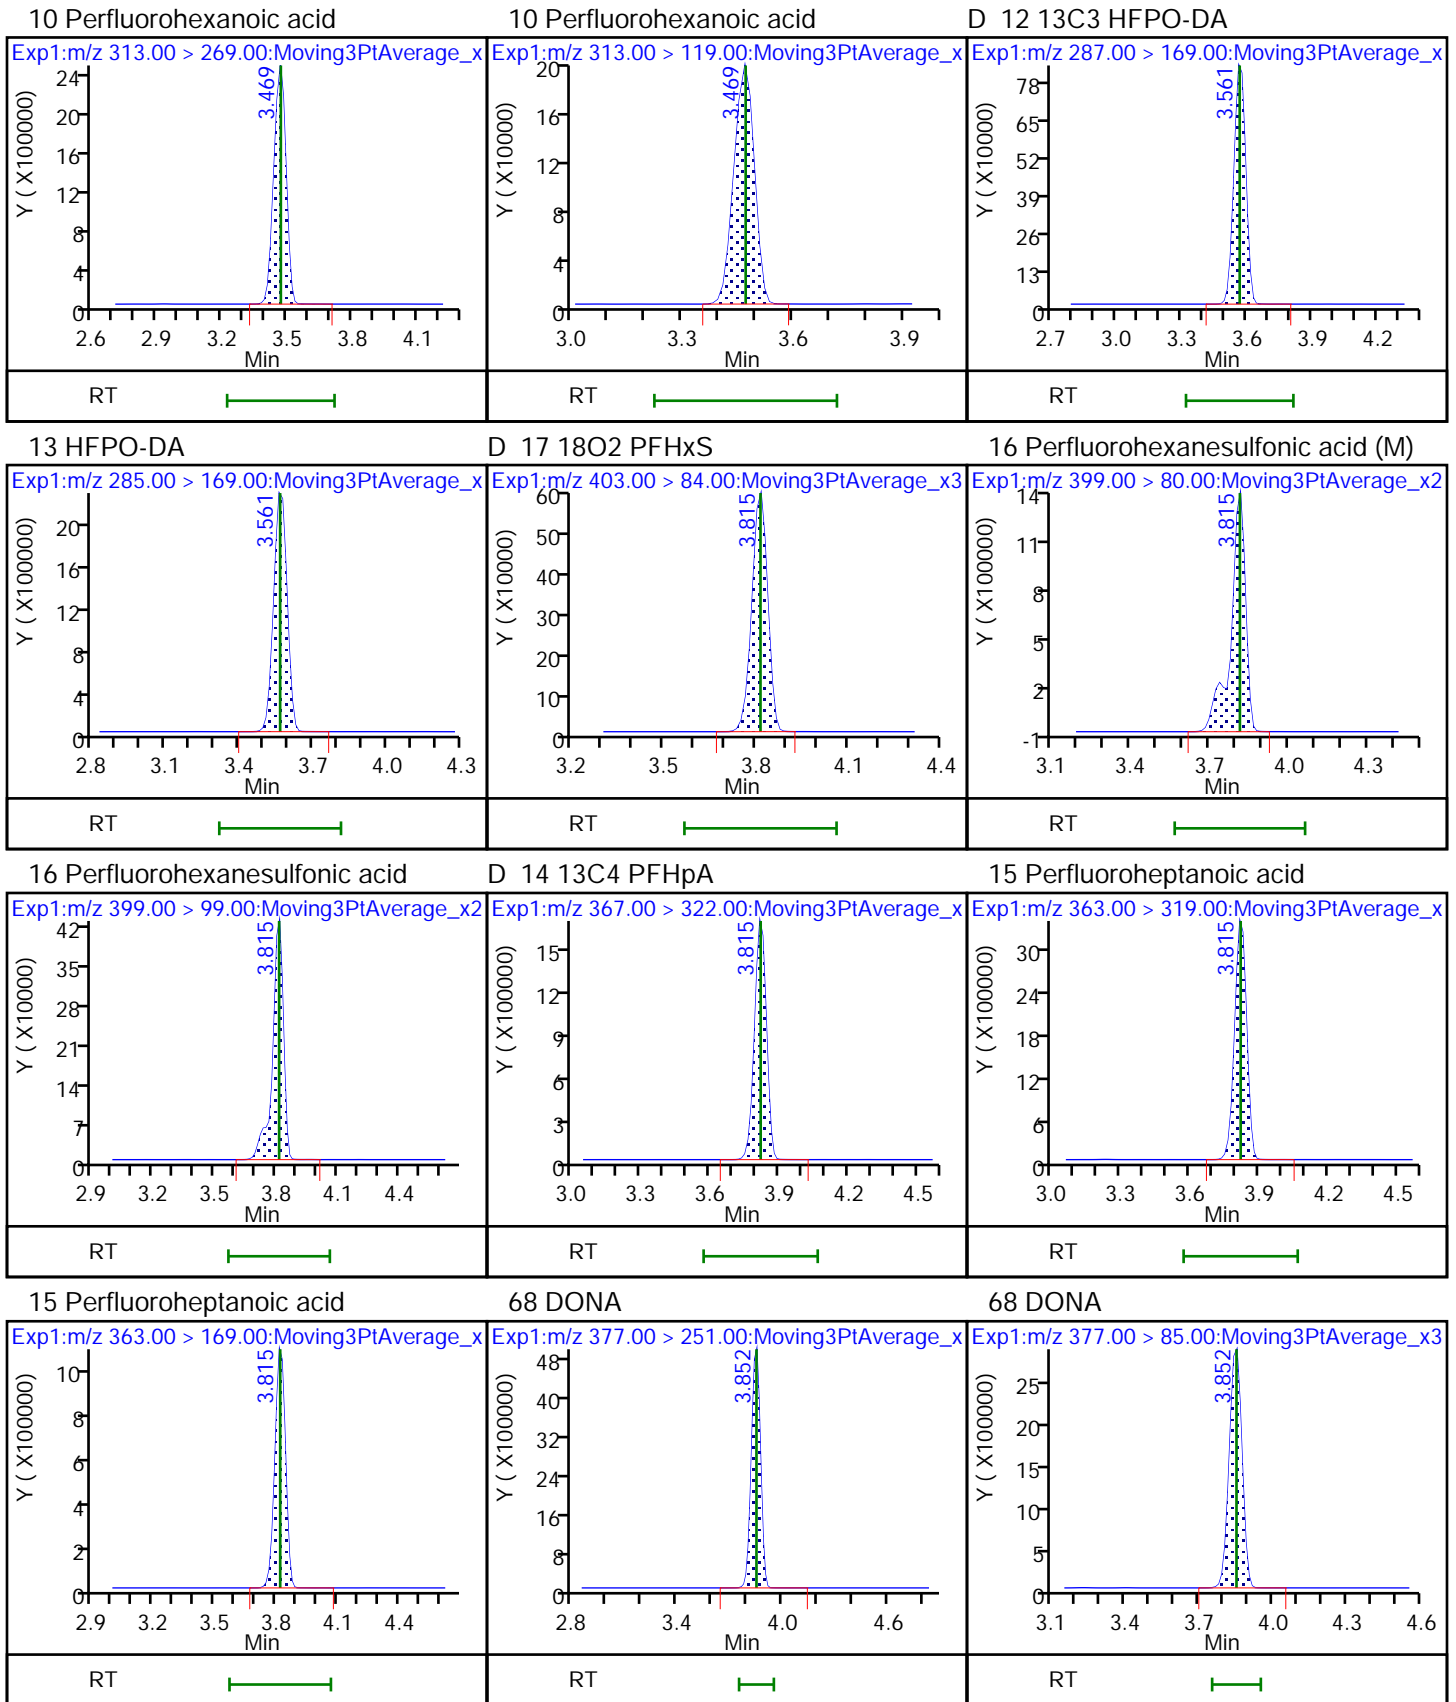 10 Perfluorohexanoic acid
Exp1:m/z 313.00 > 269.00:Moving3PtAverage_x
3.469
Y ( X100000)
24
20
16
12
8
4
0
2.6 2.9 3.2 3.5 3.8 4.1
Min
RT
10 Perfluorohexanoic acid
Exp1:m/z 313.00 > 119.00:Moving3PtAverage_x
3.469
Y ( X100000)
20
16
12
8
4
0
3.0 3.3 3.6 3.9
Min
RT
D 12 13C3 HFPO-DA
Exp1:m/z 287.00 > 169.00:Moving3PtAverage_x
3.561
Y ( X100000)
78
65
52
39
26
13
0
2.7 3.0 3.3 3.6 3.9 4.2
Min
RT
13 HFPO-DA
Exp1:m/z 285.00 > 169.00:Moving3PtAverage_x
3.561
Y ( X100000)
20
16
12
8
4
0
2.8 3.1 3.4 3.7 4.0 4.3
Min
RT
D 17 18O2 PFHxS
Exp1:m/z 403.00 > 84.00:Moving3PtAverage_x3
3.815
Y ( X10000)
60
50
40
30
20
10
0
3.2 3.5 3.8 4.1 4.4
Min
RT
16 Perfluorohexanesulfonic acid (M)
Exp1:m/z 399.00 > 80.00:Moving3PtAverage_x2
3.815
Y ( X100000)
14
11
8
5
2
-1
3.1 3.4 3.7 4.0 4.3
Min
RT
16 Perfluorohexanesulfonic acid
Exp1:m/z 399.00 > 99.00:Moving3PtAverage_x2
3.815
Y ( X10000)
42
35
28
21
14
7
0
2.9 3.2 3.5 3.8 4.1 4.4
Min
RT
D 14 13C4 PFHpA
Exp1:m/z 367.00 > 322.00:Moving3PtAverage_x
3.815
Y ( X100000)
15
12
9
6
3
0
3.0 3.3 3.6 3.9 4.2 4.5
Min
RT
15 Perfluoroheptanoic acid
Exp1:m/z 363.00 > 319.00:Moving3PtAverage_x
3.815
Y ( X100000)
30
24
18
12
6
0
3.0 3.3 3.6 3.9 4.2 4.5
Min
RT
15 Perfluoroheptanoic acid
Exp1:m/z 363.00 > 169.00:Moving3PtAverage_x
3.815
Y ( X100000)
10
8
6
4
2
0
2.9 3.2 3.5 3.8 4.1 4.4
Min
RT
68 DONA
Exp1:m/z 377.00 > 251.00:Moving3PtAverage_x
3.852
Y ( X100000)
48
40
32
24
16
8
0
2.8 3.4 4.0 4.6
Min
RT
68 DONA
Exp1:m/z 377.00 > 85.00:Moving3PtAverage_x3
3.852
Y ( X100000)
25
20
15
10
5
0
3.1 3.4 3.7 4.0 4.3 4.6
Min
RT